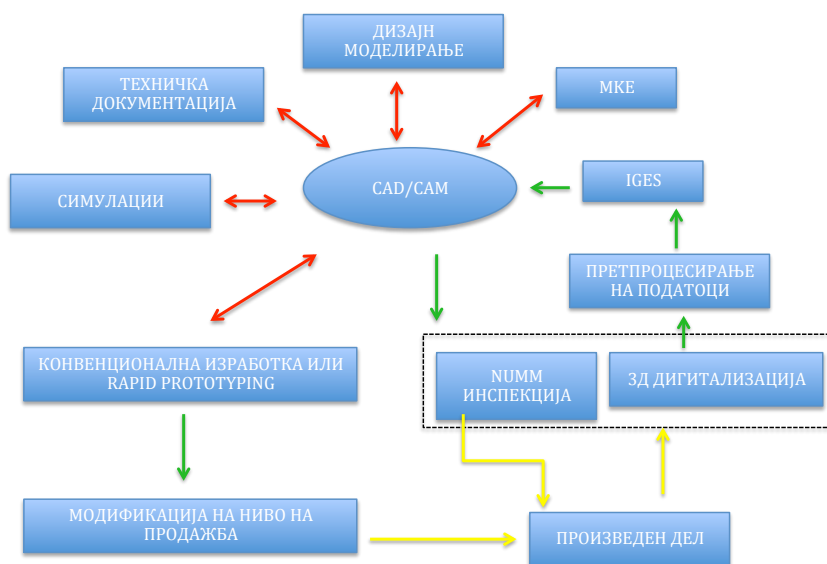 ДИЗАЈН
МОДЕЛИРАЊЕ
ТЕХНИЧКА
ДОКУМЕНТАЦИЈА
МКЕ
CAD/CAM
IGES
СИМУЛАЦИИ
ПРЕТПРОЦЕСИРАЊЕ
НА ПОДАТОЦИ
КОНВЕНЦИОНАЛНА ИЗРАБОТКА ИЛИ
RAPID PROTOTYPING
NUMM
ИНСПЕКЦИЈА
3Д ДИГИТАЛИЗАЦИЈА
МОДИФИКАЦИЈА НА НИВО НА
ПРОДАЖБА
ПРОИЗВЕДЕН ДЕЛ